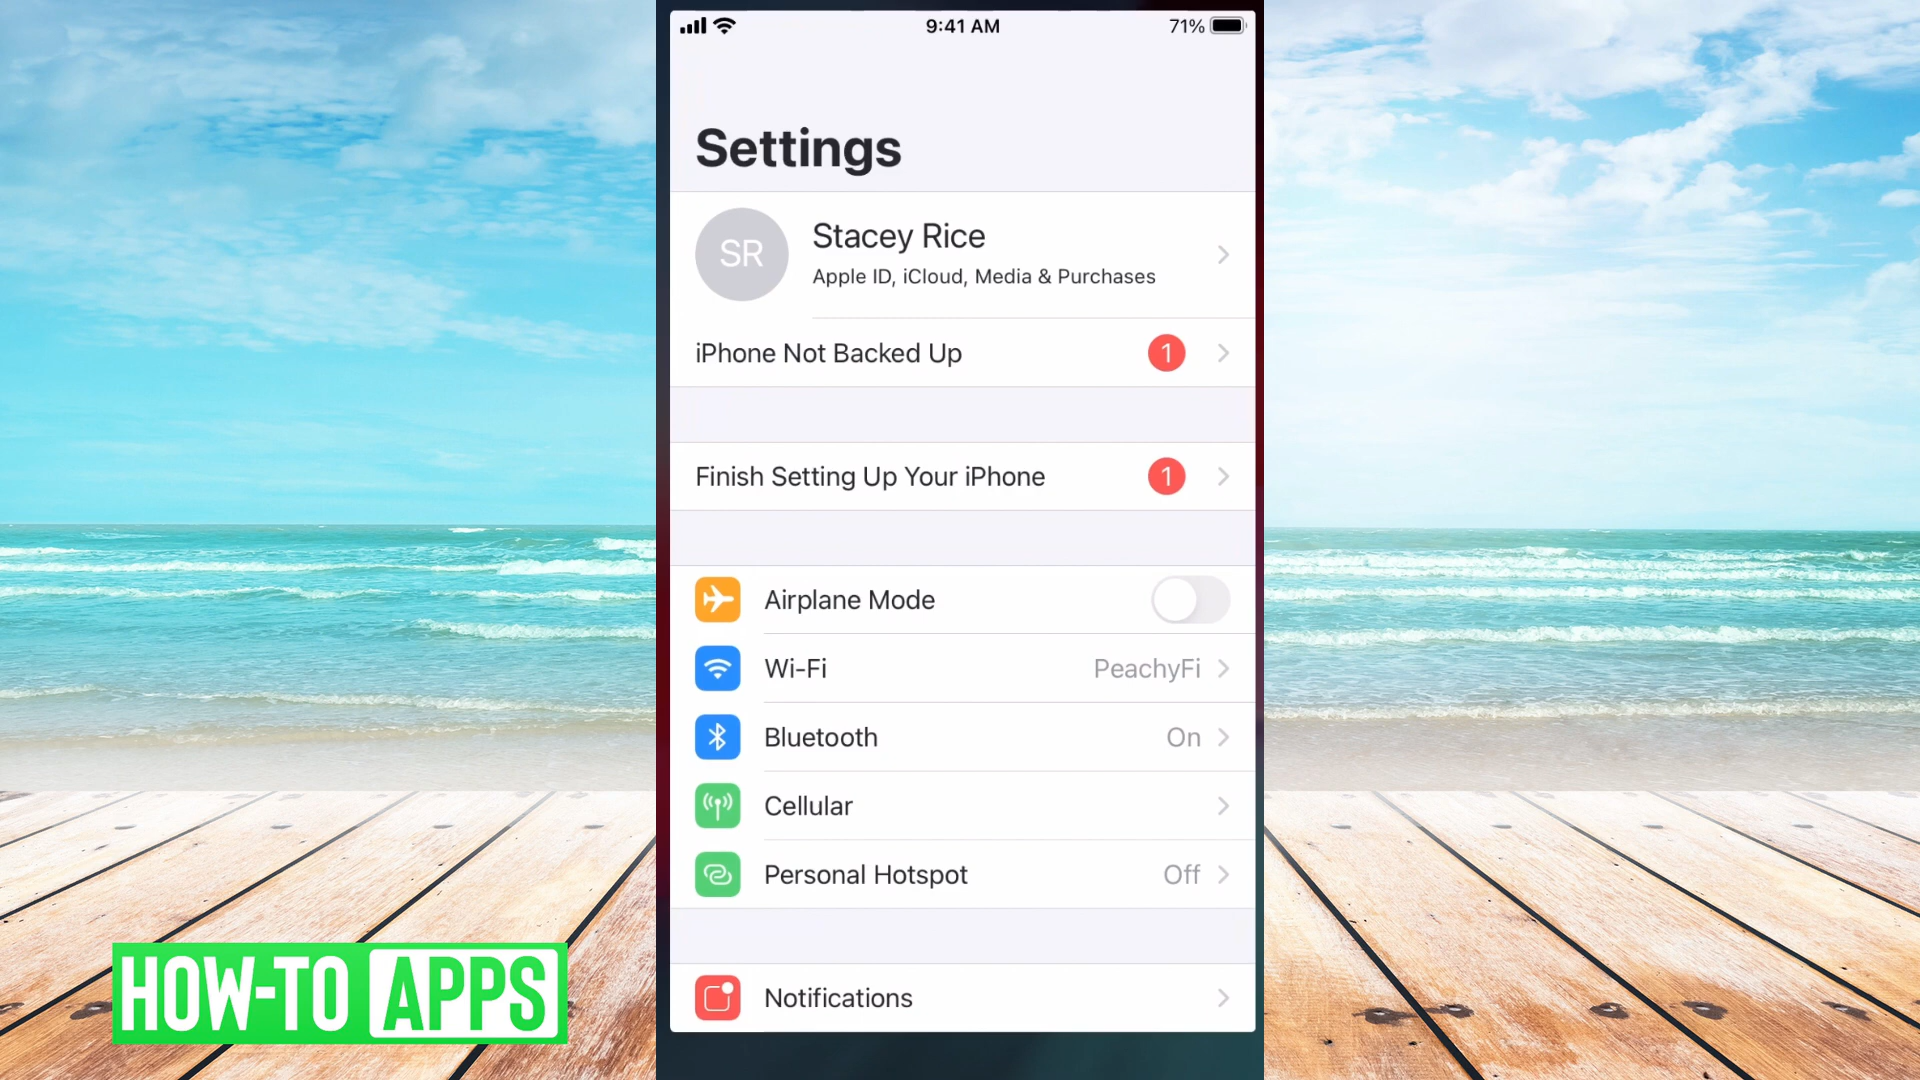 9:41 AM
71%
Settings
SR
Stacey Rice
Apple ID, iCloud, Media & Purchases
iPhone Not Backed Up
1
Finish Setting Up Your iPhone
1
Airplane Mode
Wi-Fi
PeachyFi
Bluetooth
On
Cellular
Personal Hotspot
Off
Notifications
HOW-TO APPS